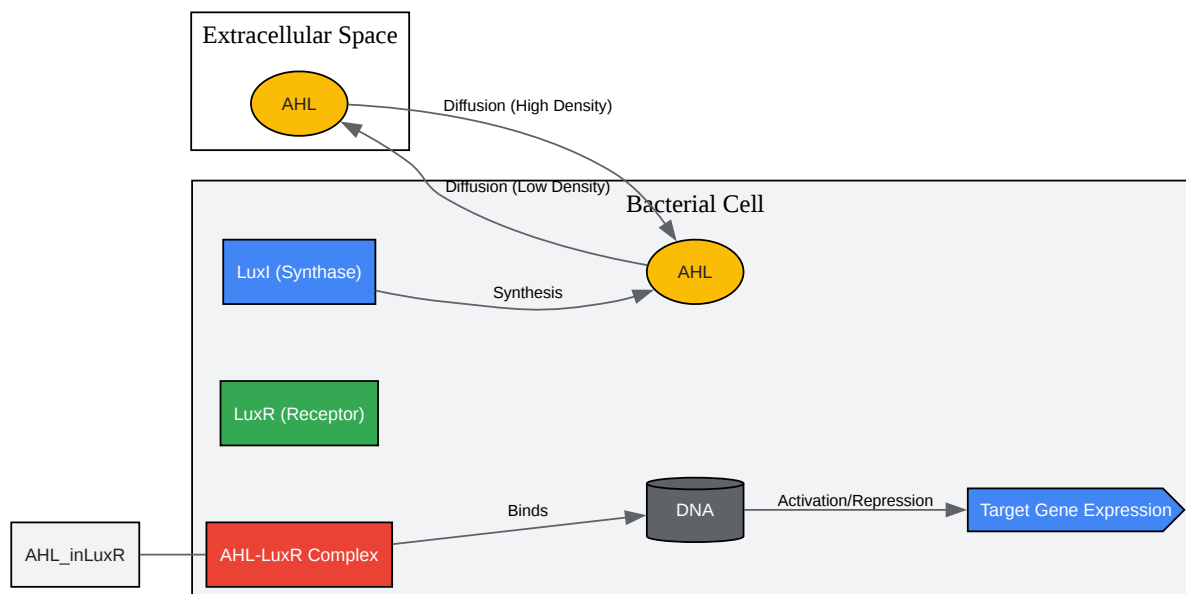 Extracellular Space
AHL
Diffusion (High Density)
Diffusion (Low Density)
Bacterial Cell
LuxI (Synthase)
AHL
Synthesis
LuxR (Receptor)
Binds
DNA
Activation/Repression
Target Gene Expression
AHL_inLuxR
AHL-LuxR Complex